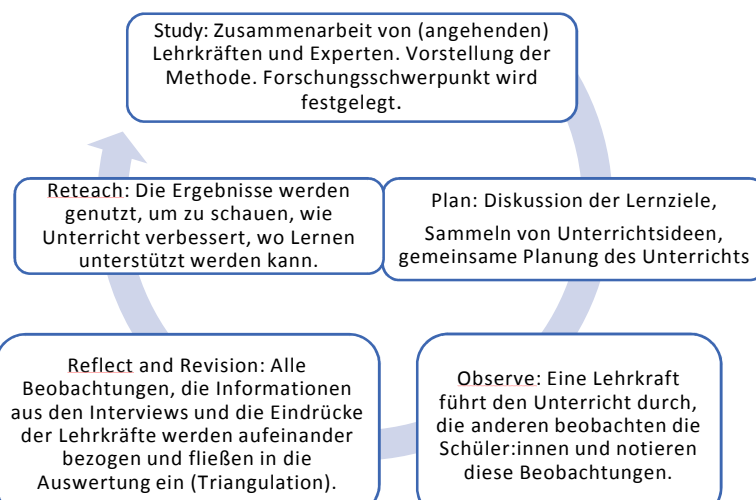 Study: Zusammenarbeit von (angehenden)
Lehrkräften und Experten. Vorstellung der
Methode. Forschungsschwerpunkt wird
festgelegt.
Plan: Diskussion der Lernziele,
Sammeln von Unterrichtsideen,
gemeinsame Planung des Unterrichts
Observe: Eine Lehrkraft
führt den Unterricht durch,
die anderen beobachten die
Schüler:innen und notieren
diese Beobachtungen.
Reflect and Revision: Alle
Beobachtungen, die Informationen
aus den Interviews und die Eindrücke
der Lehrkräfte werden aufeinander
bezogen und fließen in die
Auswertung ein (Triangulation).
Reteach: Die Ergebnisse werden
genutzt, um zu schauen, wie
Unterricht verbessert, wo Lernen
unterstützt werden kann.